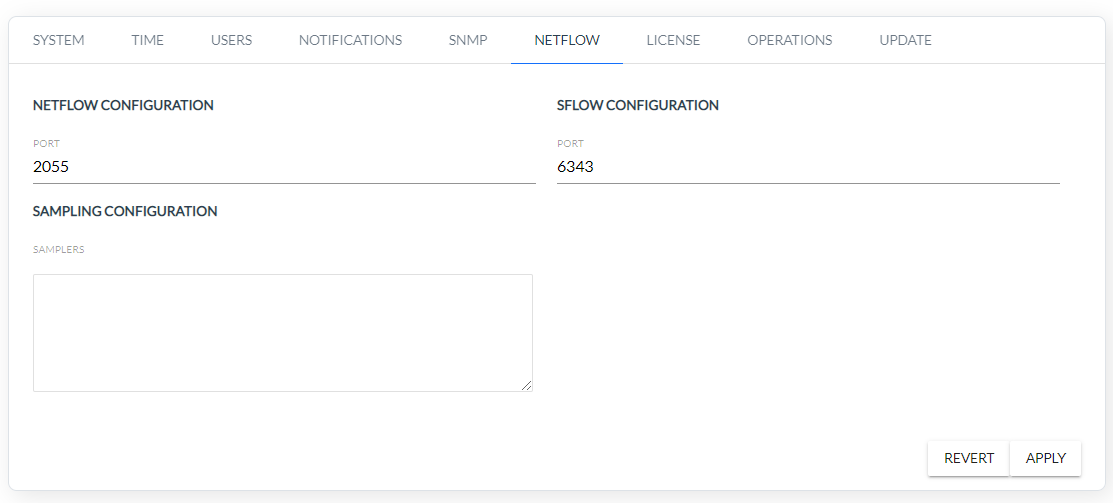 SYSTEM TIME USERS NOTIFICATIONS SNMP NETFLOW LICENSE OPERATIONS UPDATE
NETFLOW CONFIGURATION
PORT
2055
SFLOW CONFIGURATION
PORT
6343
SAMPLING CONFIGURATION
SAMPLERS
REVERT APPLY